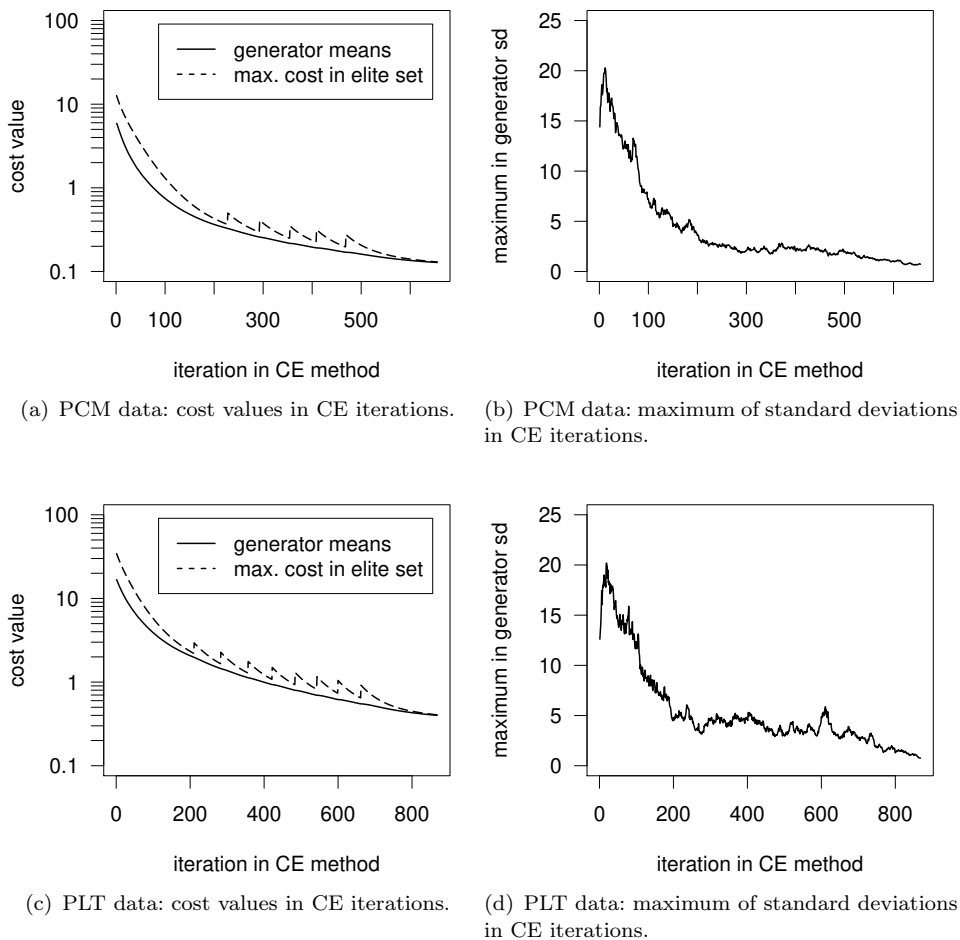 cost value
100
10
1
0.1
generator means
max. cost in elite set
0 100 300 500
iteration in CE method
(a) PCM data: cost values in CE iterations.
maximum in generator sd
25
20
15
10
5
0
0 100 300 500
iteration in CE method
(b) PCM data: maximum of standard deviations
in CE iterations.
cost value
100
10
1
0.1
generator means
max. cost in elite set
0 200 400 600 800
iteration in CE method
(c) PLT data: cost values in CE iterations.
maximum in generator sd
25
20
15
10
5
0
0 200 400 600 800
iteration in CE method
(d) PLT data: maximum of standard deviations
in CE iterations.